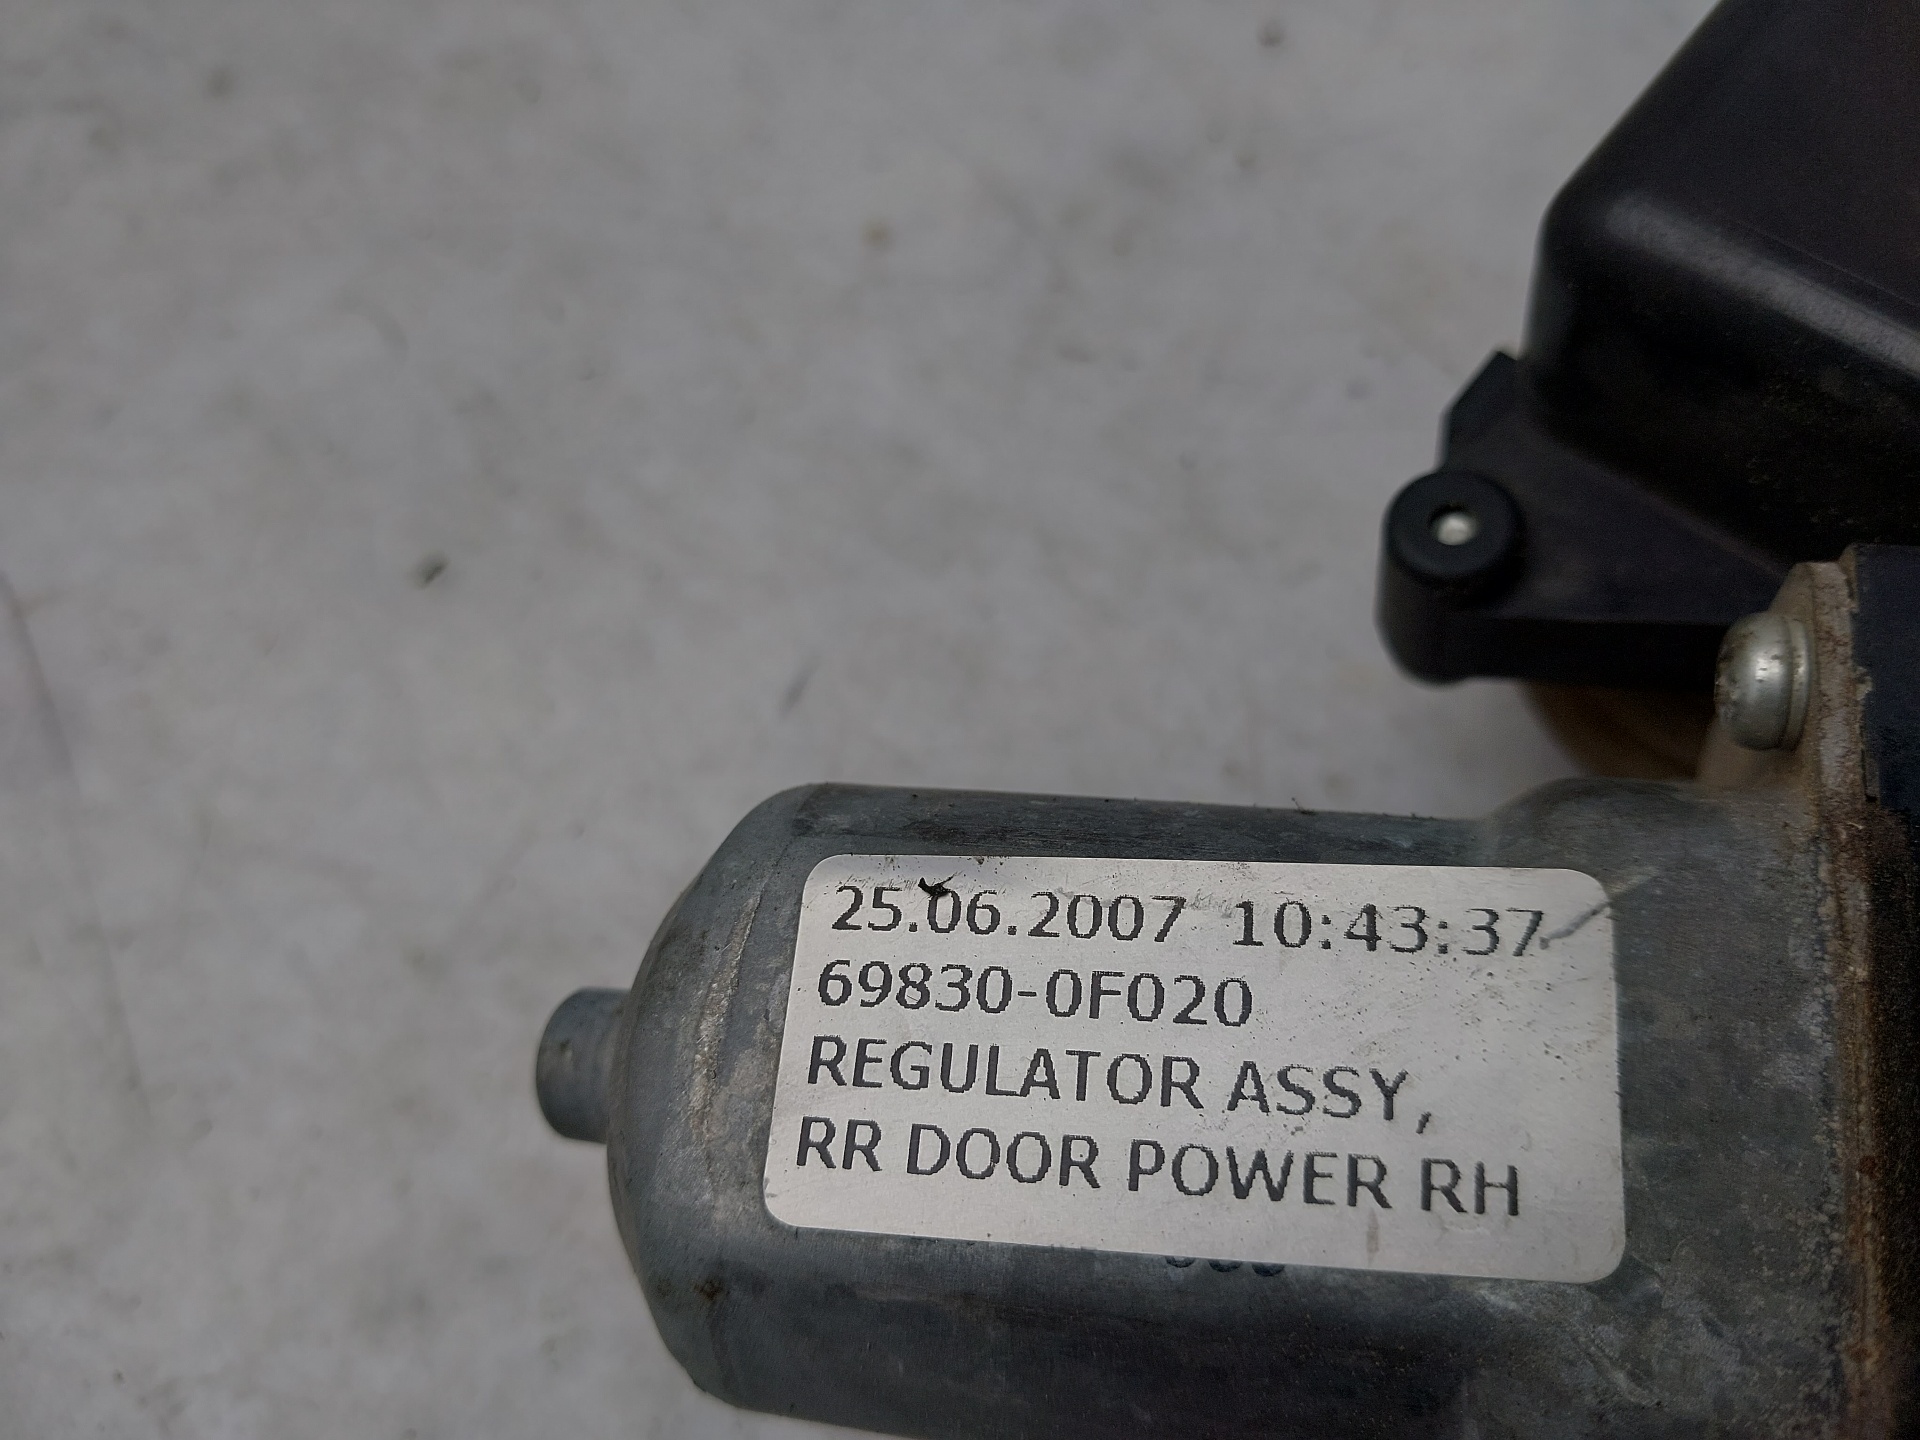 25.06.2007 10:43:37
69830-0F020
REGULATOR ASSY,
RR DOOR POWER RH